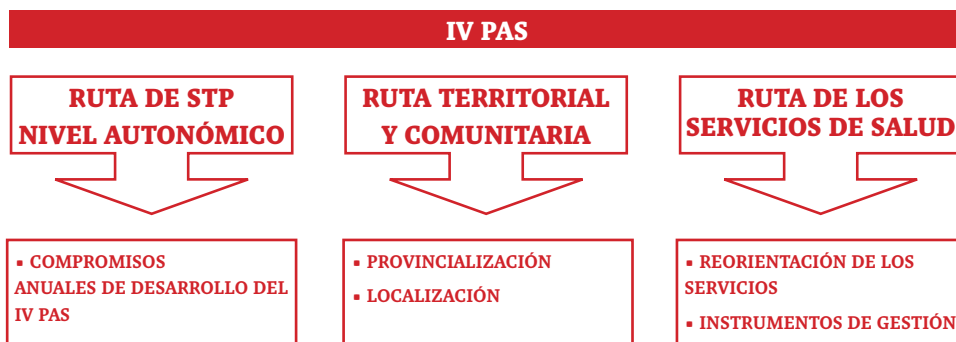 IV PAS
RUTA DE STP
NIVEL AUTONÓMICO
RUTA TERRITORIAL
Y COMUNITARIA
RUTA DE LOS
SERVICIOS DE SALUD
▪ COMPROMISOS
ANUALES DE DESARROLLO DEL
IV PAS
▪ PROVINCIALIZACIÓN
▪ LOCALIZACIÓN
▪ REORIENTACIÓN DE LOS
SERVICIOS
▪ INSTRUMENTOS DE GESTIÓN